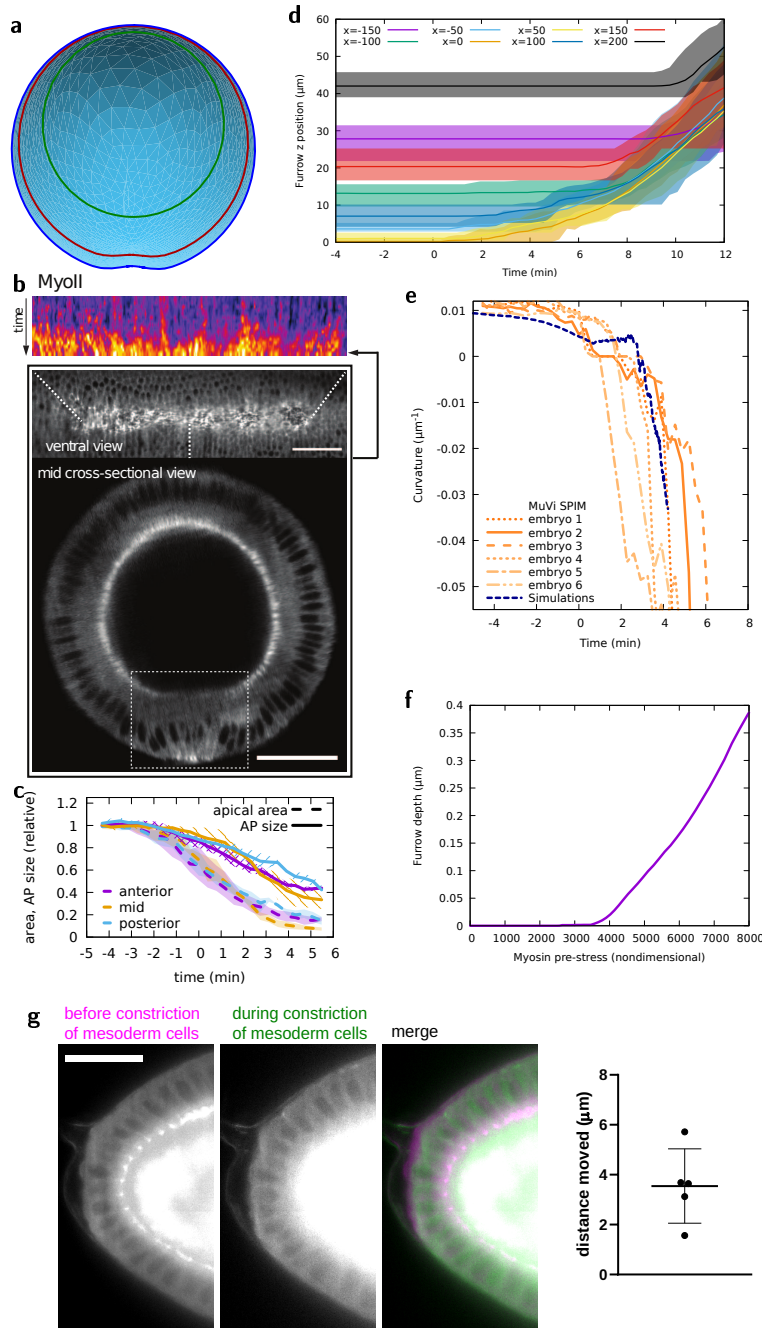 a
b MyoII
time
ventral view
mid cross-sectional view
c
area, AP size (relative)
1.2
1
0.8
0.6
0.4
0.2
0
apical area
AP size
anterior
mid
posterior
-5 -4 -3 -2 -1 0 1 2 3 4 5 6
time (min)
d
Furrow z position (µm)
60
50
40
30
20
10
0
x=-150 x=-50 x=50 x=150
x=-100 x=0 x=100 x=200
-4 -2 0 2 4 6 8 10 12
Time (min)
e
Curvature (µm⁻¹)
0.01
0
-0.01
-0.02
-0.03
-0.04
-0.05
MuVi SPIM
embryo 1
embryo 2
embryo 3
embryo 4
embryo 5
embryo 6
Simulations
-4 -2 0 2 4 6 8
Time (min)
f
Furrow depth (µm)
0.4
0.35
0.3
0.25
0.2
0.15
0.1
0.05
0
0 1000 2000 3000 4000 5000 6000 7000 8000
Myosin pre-stress (nondimensional)
g
before constriction
of mesoderm cells
during constriction
of mesoderm cells
merge
distance moved (µm)
8
6
4
2
0